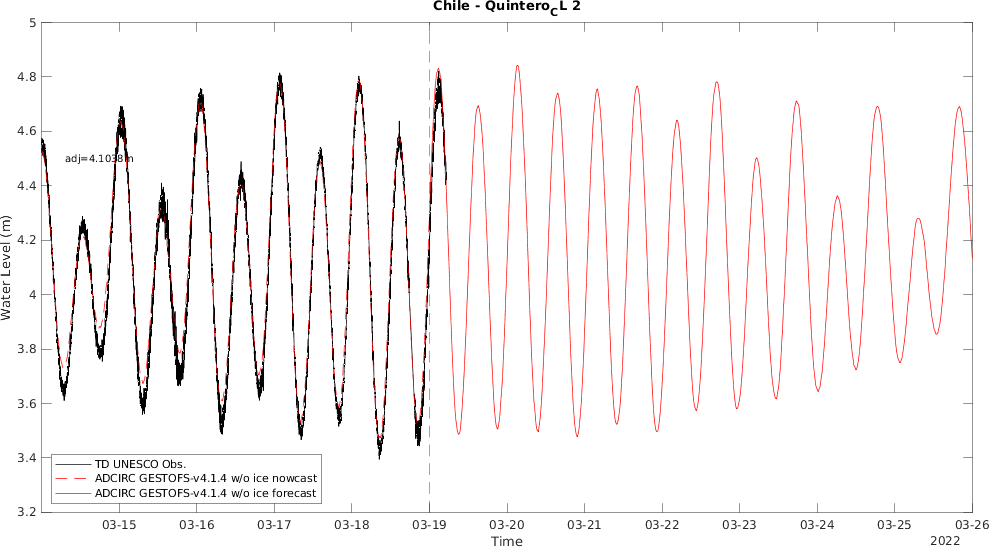 Chile - Quintero_CL 2
5
4.8
4.6
4.4
4.2
4
3.8
3.6
3.4
3.2
Water Level (m)
adj=4.1038m
TD UNESCO Obs.
ADCIRC GESTOFS-v4.1.4 w/o ice nowcast
ADCIRC GESTOFS-v4.1.4 w/o ice forecast
03-15 03-16 03-17 03-18 03-19 03-20 03-21 03-22 03-23 03-24 03-25 03-26
Time
2022